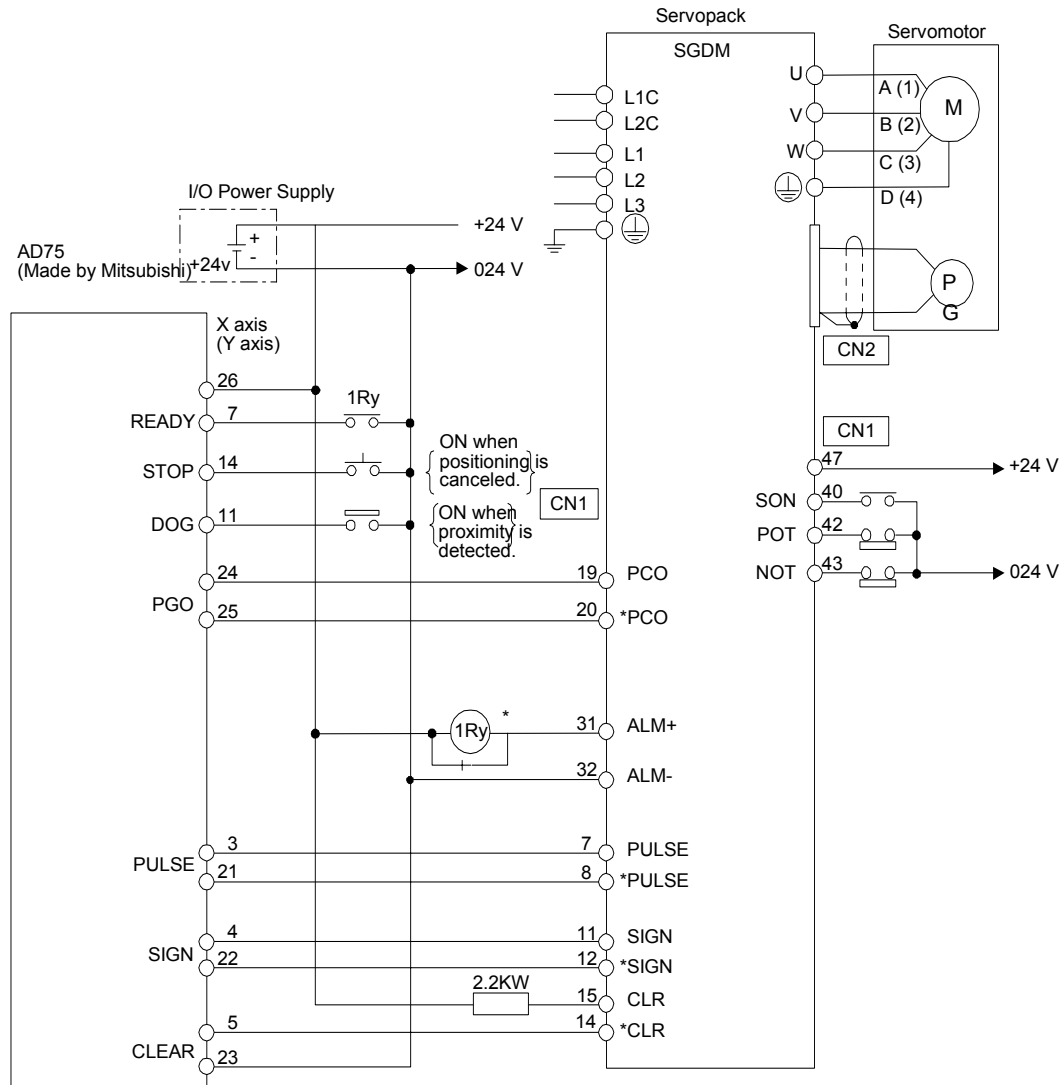 Servopack
SGDM
Servomotor
U
V
W
A (1)
B (2)
C (3)
D (4)
M
L1C
L2C
L1
L2
L3
I/O Power Supply
+
-
+24v
+24 V
024 V
AD75
(Made by Mitsubishi)
P
G
CN2
X axis
(Y axis)
26
READY
7
1Ry
STOP
14
ON when
positioning is
canceled.
DOG
11
ON when
proximity is
detected.
CN1
CN1
47
+24 V
SON
40
POT
42
NOT
43
024 V
24
PGO
25
19
PCO
20
*PCO
1Ry
*
31
ALM+
32
ALM-
PULSE
3
21
7
PULSE
8
*PULSE
SIGN
4
22
11
SIGN
12
*SIGN
2.2KW
15
CLR
14
*CLR
CLEAR
5
23